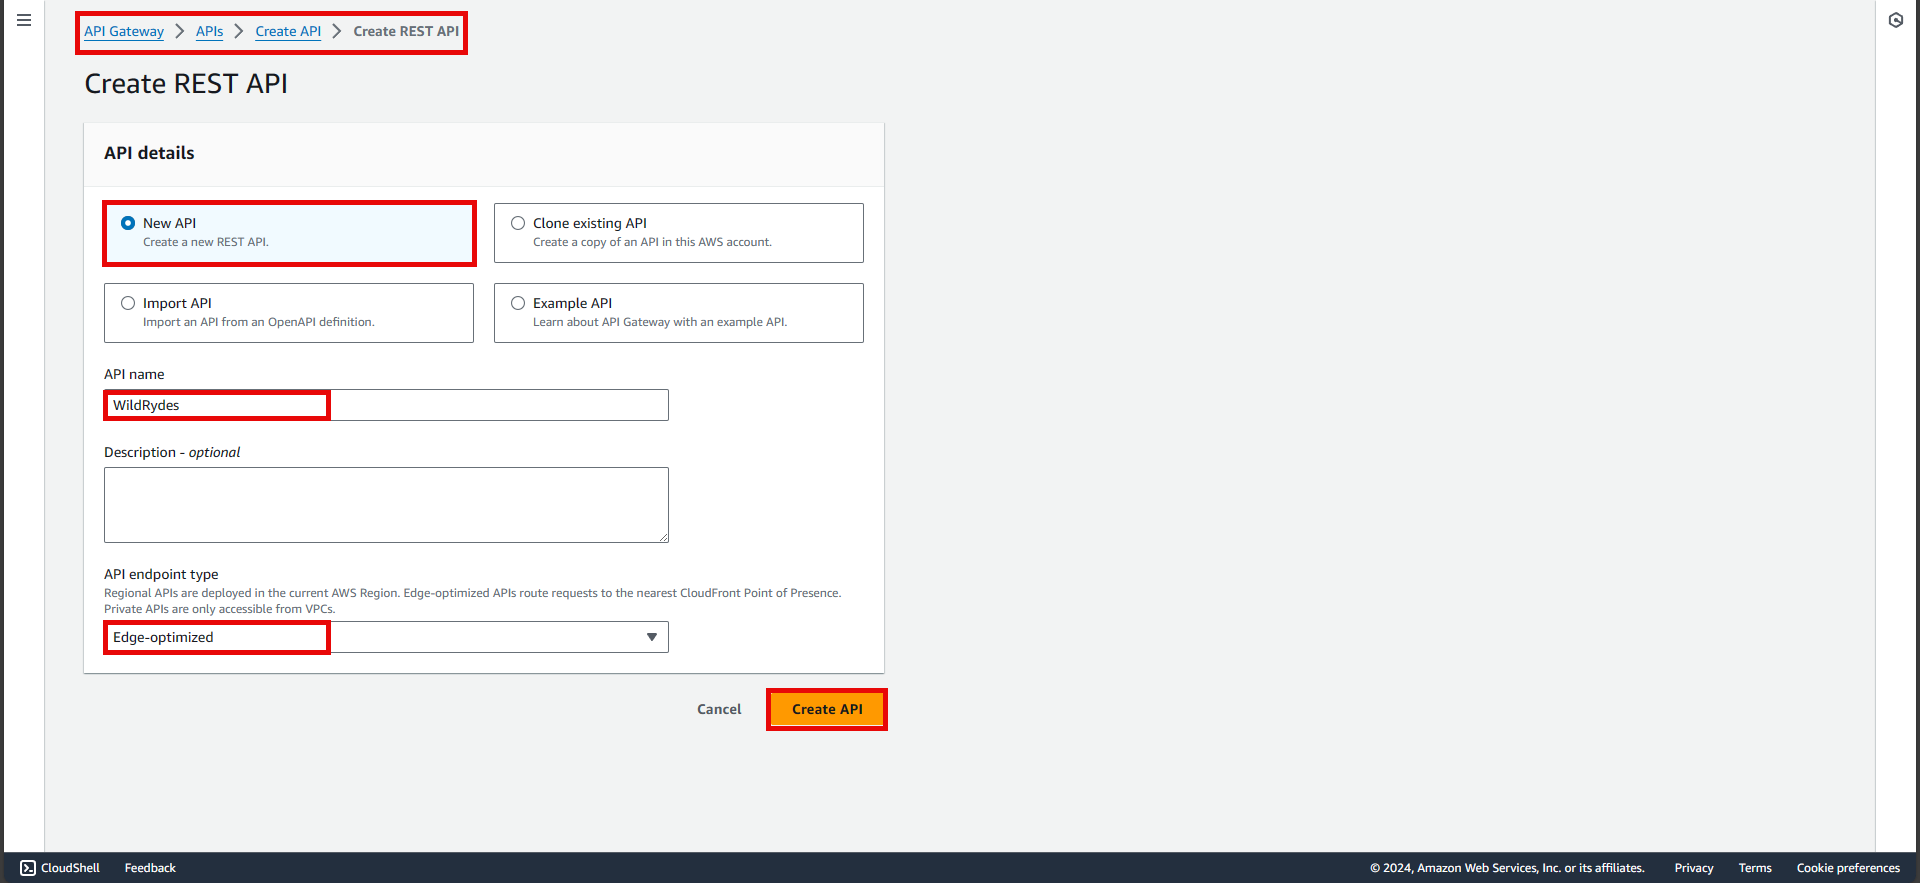 API Gateway > APIs > Create API > Create REST API
Create REST API
API details
New API
Create a new REST API.
Clone existing API
Create a copy of an API in this AWS account.
Import API
Import an API from an OpenAPI definition.
Example API
Learn about API Gateway with an example API.
API name
WildRydes
Description - optional
API endpoint type
Regional APIs are deployed in the current AWS Region. Edge-optimized APIs route requests to the nearest CloudFront Point of Presence.
Private APIs are only accessible from VPCs.
Edge-optimized
Cancel
Create API
CloudShell Feedback © 2024, Amazon Web Services, Inc. or its affiliates. Privacy Terms Cookie preferences